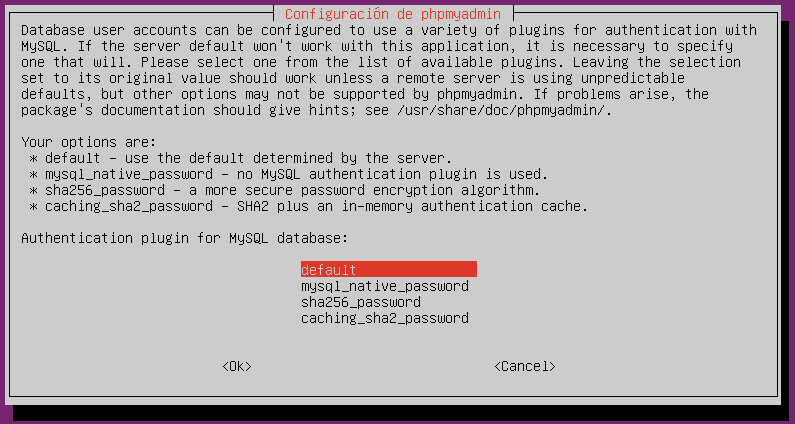 Configuración de phpmyadmin
Database user accounts can be configured to use a variety of plugins for authentication with
MySQL. If the server default won't work with this application, it is necessary to specify
one that will. Please select one from the list of available plugins. Leaving the selection
set to its original value should work unless a remote server is using unpredictable
defaults, but other options may not be supported by phpmyadmin. If problems arise, the
package's documentation should give hints; see /usr/share/doc/phpmyadmin/.
Your options are:
* default – use the default determined by the server.
* mysql_native_password – no MySQL authentication plugin is used.
* sha256_password – a more secure password encryption algorithm.
* caching_sha2_password – SHA2 plus an in-memory authentication cache.
Authentication plugin for MySQL database:
default
mysql_native_password
sha256_password
caching_sha2_password
<Ok> <Cancel>